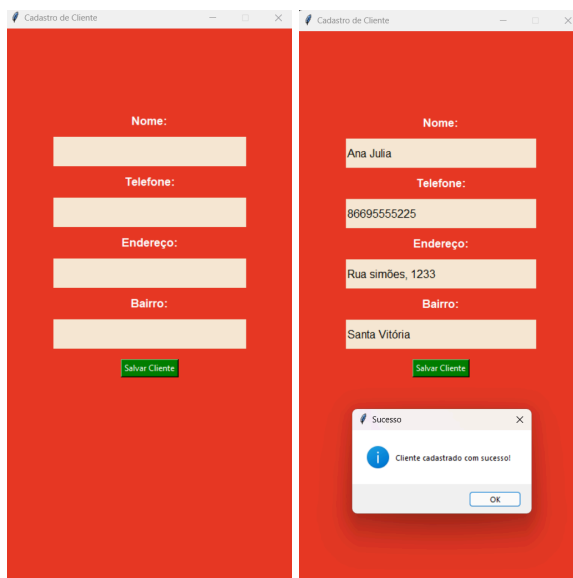 Cadastro de Cliente
Nome:
Telefone:
Endereço:
Bairro:
Salvar Cliente
Cadastro de Cliente
Nome:
Ana Julia
Telefone:
86695555225
Endereço:
Rua simões, 1233
Bairro:
Santa Vitória
Salvar Cliente
Sucesso
Cliente cadastrado com sucesso!
OK